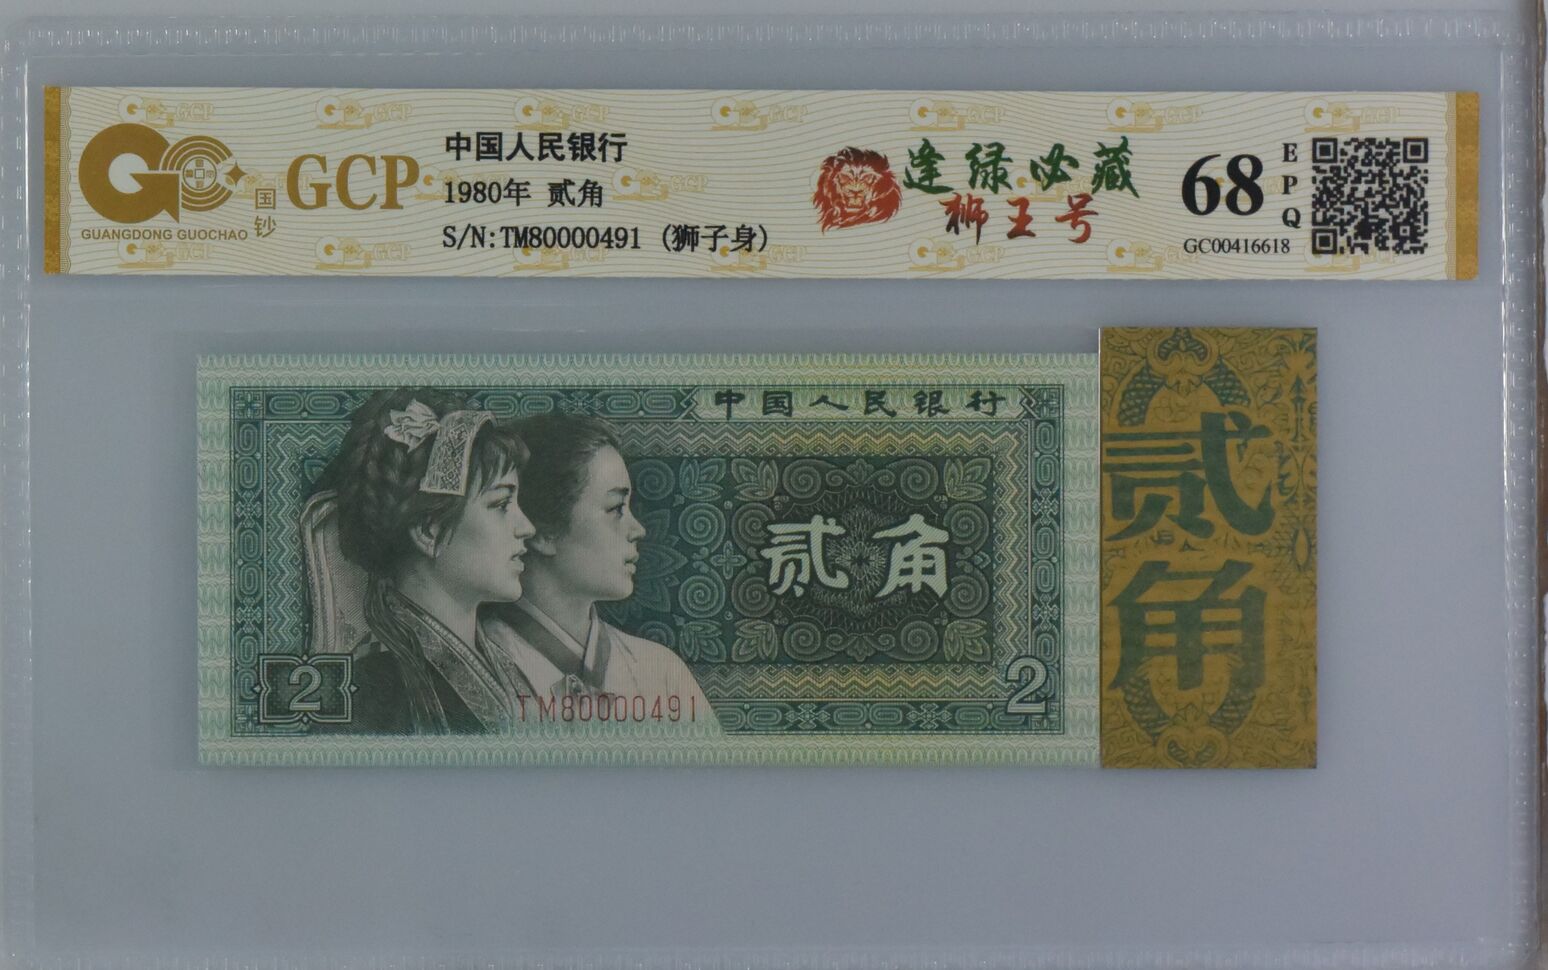 GCP
国钞
GUANGDONG GUOCHAO
中国人民银行
1980年 贰角
S/N:TM80000491 (狮子身)
逢绿必藏
狮王号
68
EPQ
GC00416618
中国人民银行
贰角
2
2
TM80000491
贰角